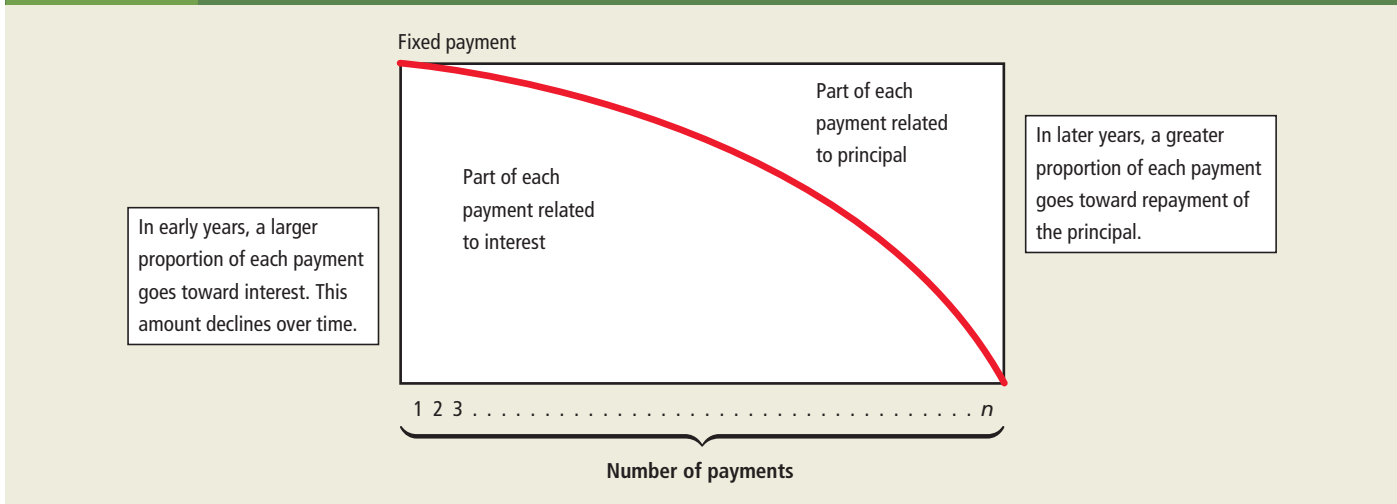 Fixed payment
Part of each
payment related
to principal
In later years, a greater
proportion of each payment
goes toward repayment of
the principal.
Part of each
payment related
to interest
In early years, a larger
proportion of each payment
goes toward interest. This
amount declines over time.
1 2 3 . . . . . . . . . . . . . . . . . . . . . . . . . . . . . . . . . . n
Number of payments